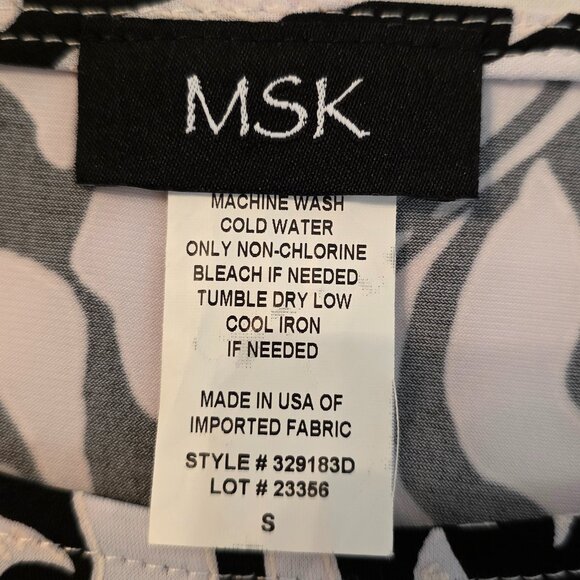 MSK
MACHINE WASH
COLD WATER
ONLY NON-CHLORINE
BLEACH IF NEEDED
TUMBLE DRY LOW
COOL IRON
IF NEEDED
MADE IN USA OF
IMPORTED FABRIC
STYLE # 329183D
LOT # 23356
S